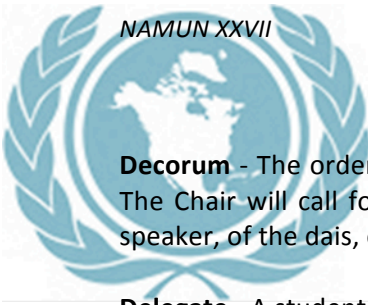 NAMUN XXVII
Decorum - The order
The Chair will call fo
speaker, of the dais,
Delegate - A student